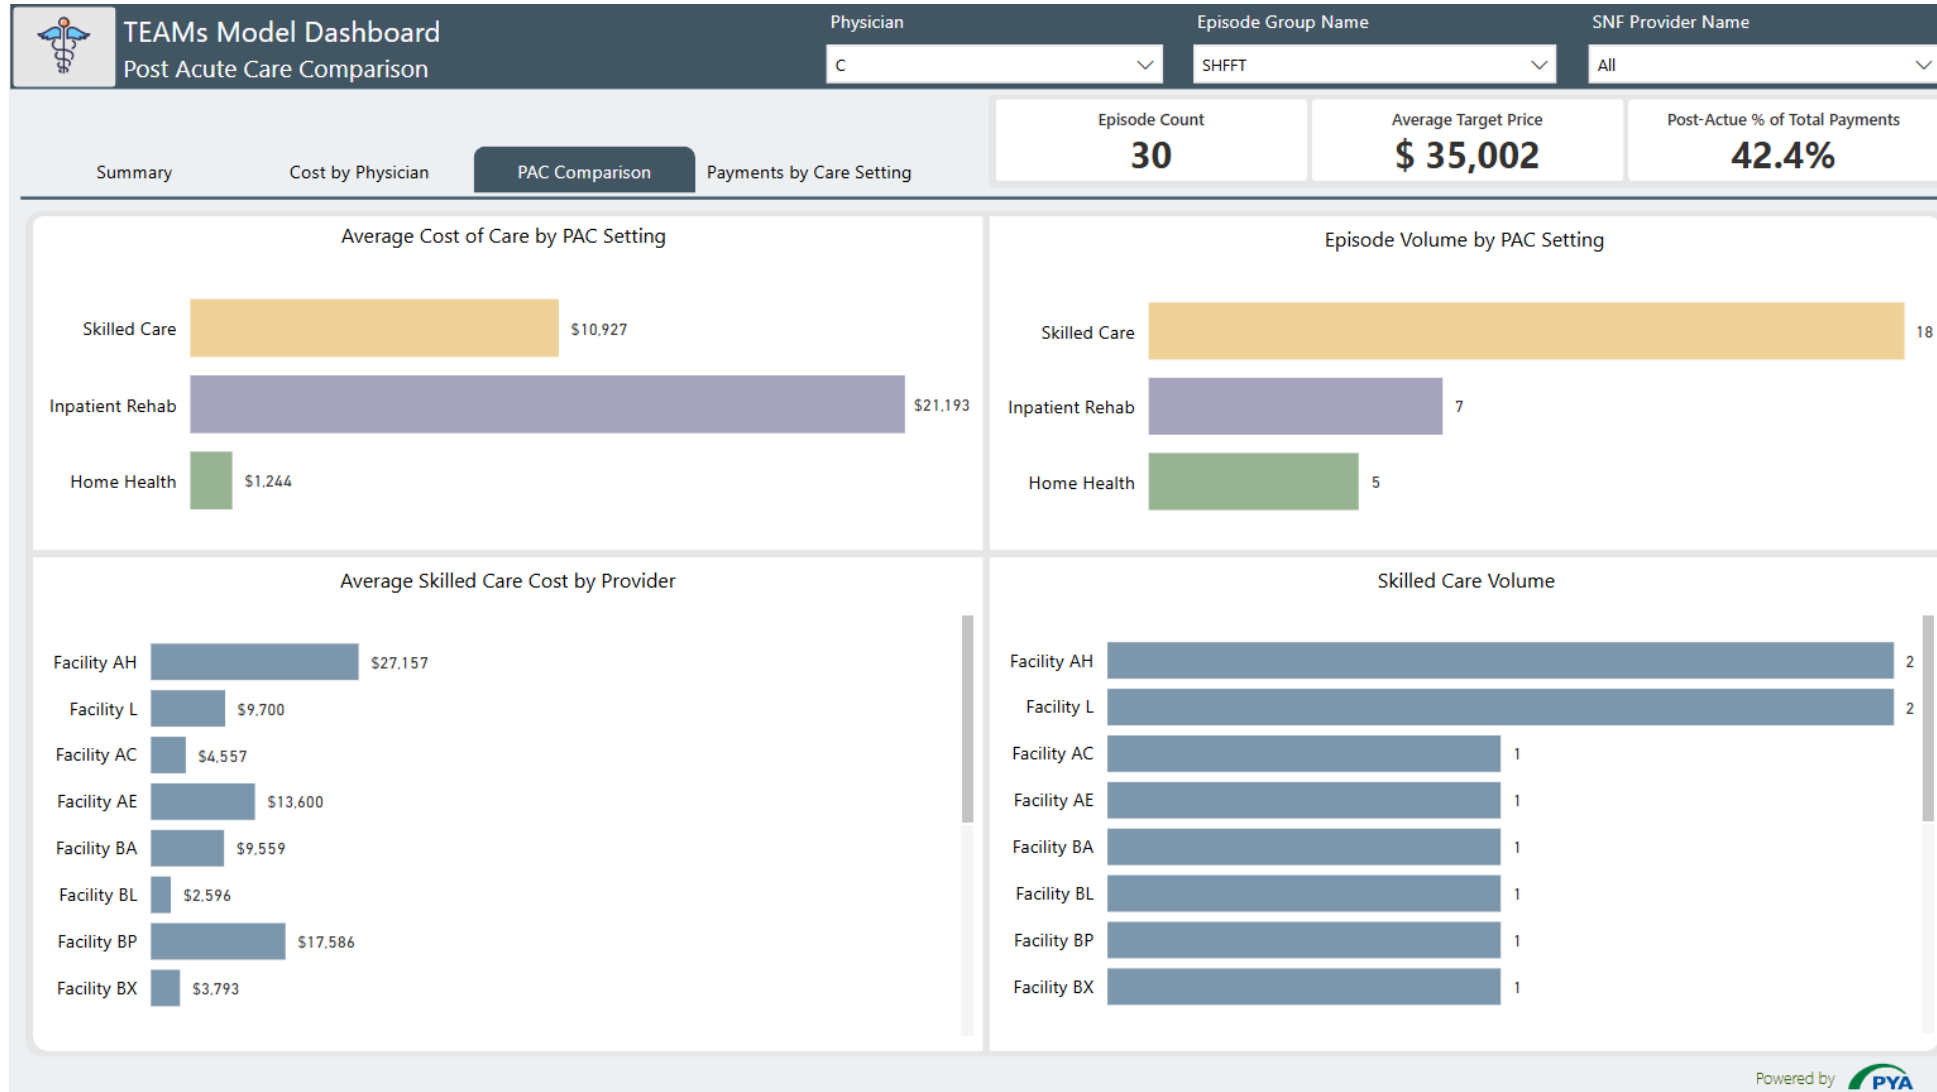 TEAMs Model Dashboard
Post Acute Care Comparison
Physician
C
Episode Group Name
SHFFT
SNF Provider Name
All
Summary
Cost by Physician
PAC Comparison
Payments by Care Setting
Episode Count
30
Average Target Price
$ 35,002
Post-Actue % of Total Payments
42.4%
Average Cost of Care by PAC Setting
Skilled Care $10,927
Inpatient Rehab $21,193
Home Health $1,244
Episode Volume by PAC Setting
Skilled Care 18
Inpatient Rehab 7
Home Health 5
Average Skilled Care Cost by Provider
Facility AH $27,157
Facility L $9,700
Facility AC $4,557
Facility AE $13,600
Facility BA $9,559
Facility BL $2,596
Facility BP $17,586
Facility BX $3,793
Skilled Care Volume
Facility AH 2
Facility L 2
Facility AC 1
Facility AE 1
Facility BA 1
Facility BL 1
Facility BP 1
Facility BX 1
Powered by PYA